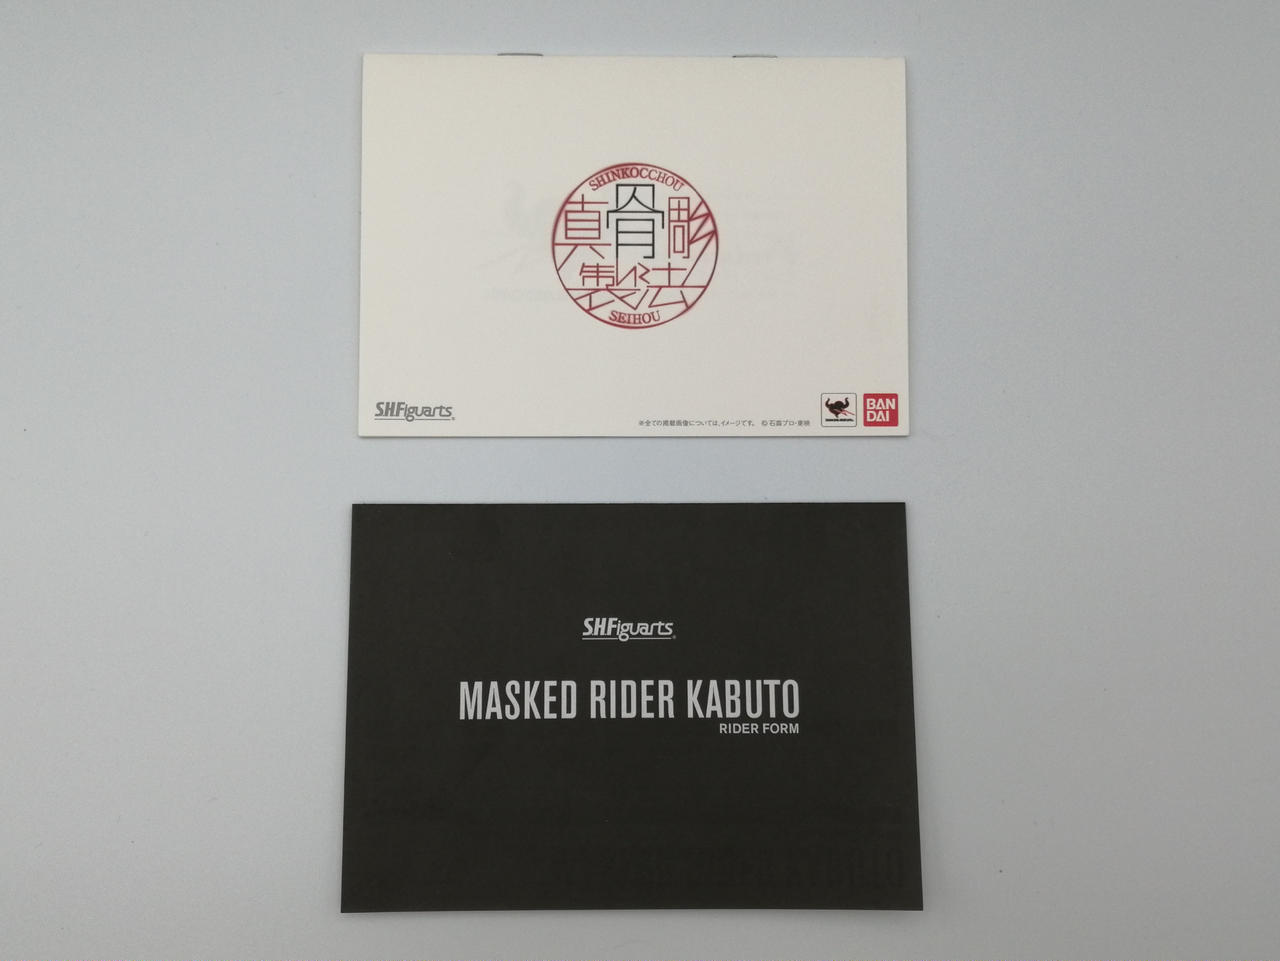 SHINKOCCHOU
真骨彫
製法
SEIHOU
S.H.Figuarts
※全ての掲載画像については、イメージです。 ©石森プロ・東映
BAN
DAI
S.H.Figuarts
MASKED RIDER KABUTO
RIDER FORM